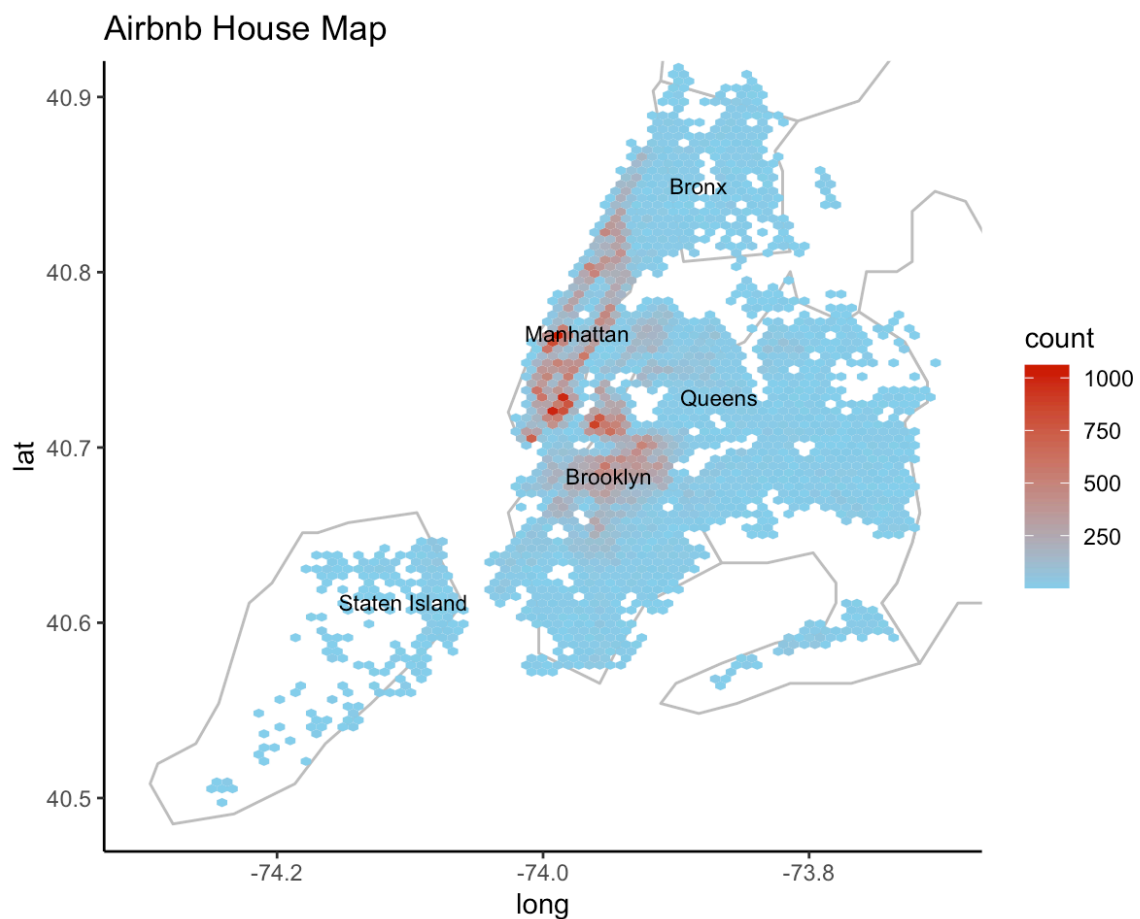 Airbnb House Map
40.9
40.8
40.7
40.6
40.5
lat
Bronx
Manhattan
Queens
Brooklyn
Staten Island
-74.2
-74.0
-73.8
long
count
1000
750
500
250